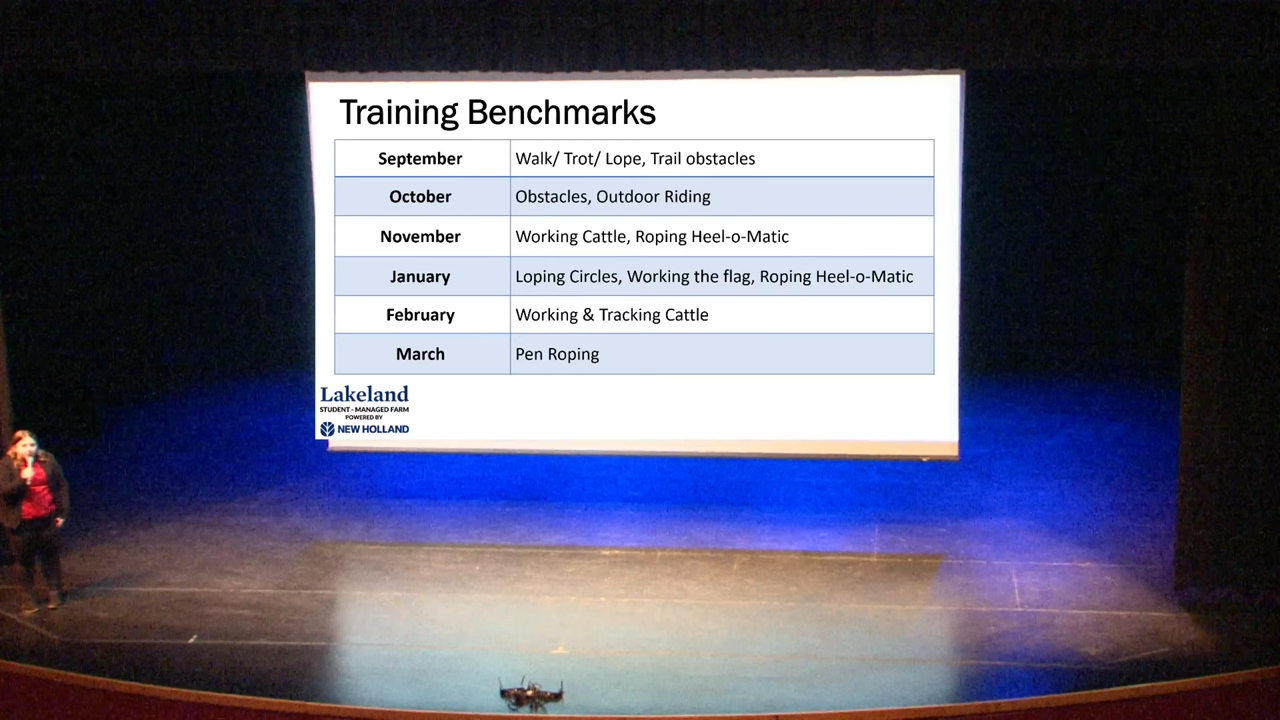 Training Benchmarks
September Walk/ Trot/ Lope, Trail obstacles
October Obstacles, Outdoor Riding
November Working Cattle, Roping Heel-o-Matic
January Loping Circles, Working the flag, Roping Heel-o-Matic
February Working & Tracking Cattle
March Pen Roping
Lakeland
STUDENT - MANAGED FARM
POWERED BY
NEW HOLLAND